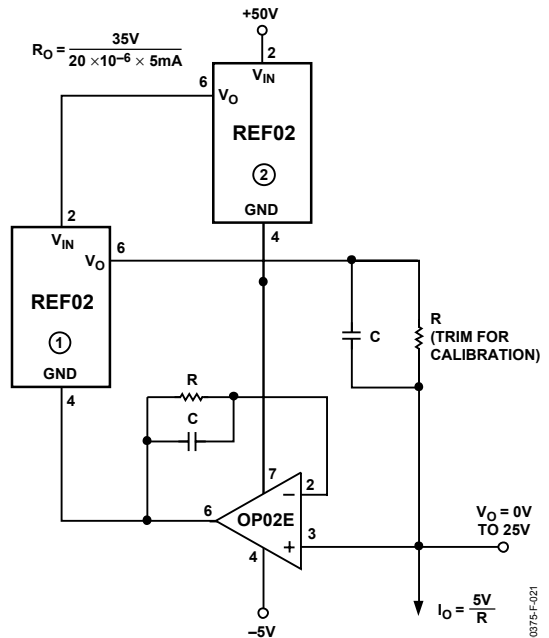 +50V
R_O = 35V / 20 ×10⁻⁶ × 5mA
2
V_IN
6
V_O
REF02
2
GND
4
2
V_IN
6
V_O
REF02
1
GND
4
C
R
(TRIM FOR
CALIBRATION)
R
C
7
2
–
6
OP02E
3
+
4
–5V
V_O = 0V
TO 25V
I_O = 5V / R
0375-F-021